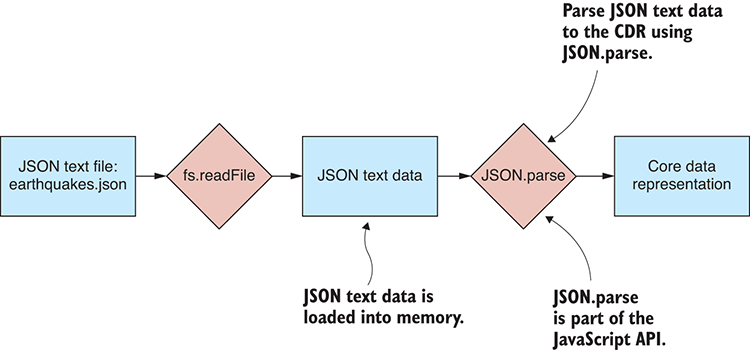 Parse JSON text data
to the CDR using
JSON.parse.
JSON text file:
earthquakes.json
fs.readFile
JSON text data
JSON.parse
Core data
representation
JSON text data is
loaded into memory.
JSON.parse
is part of the
JavaScript API.